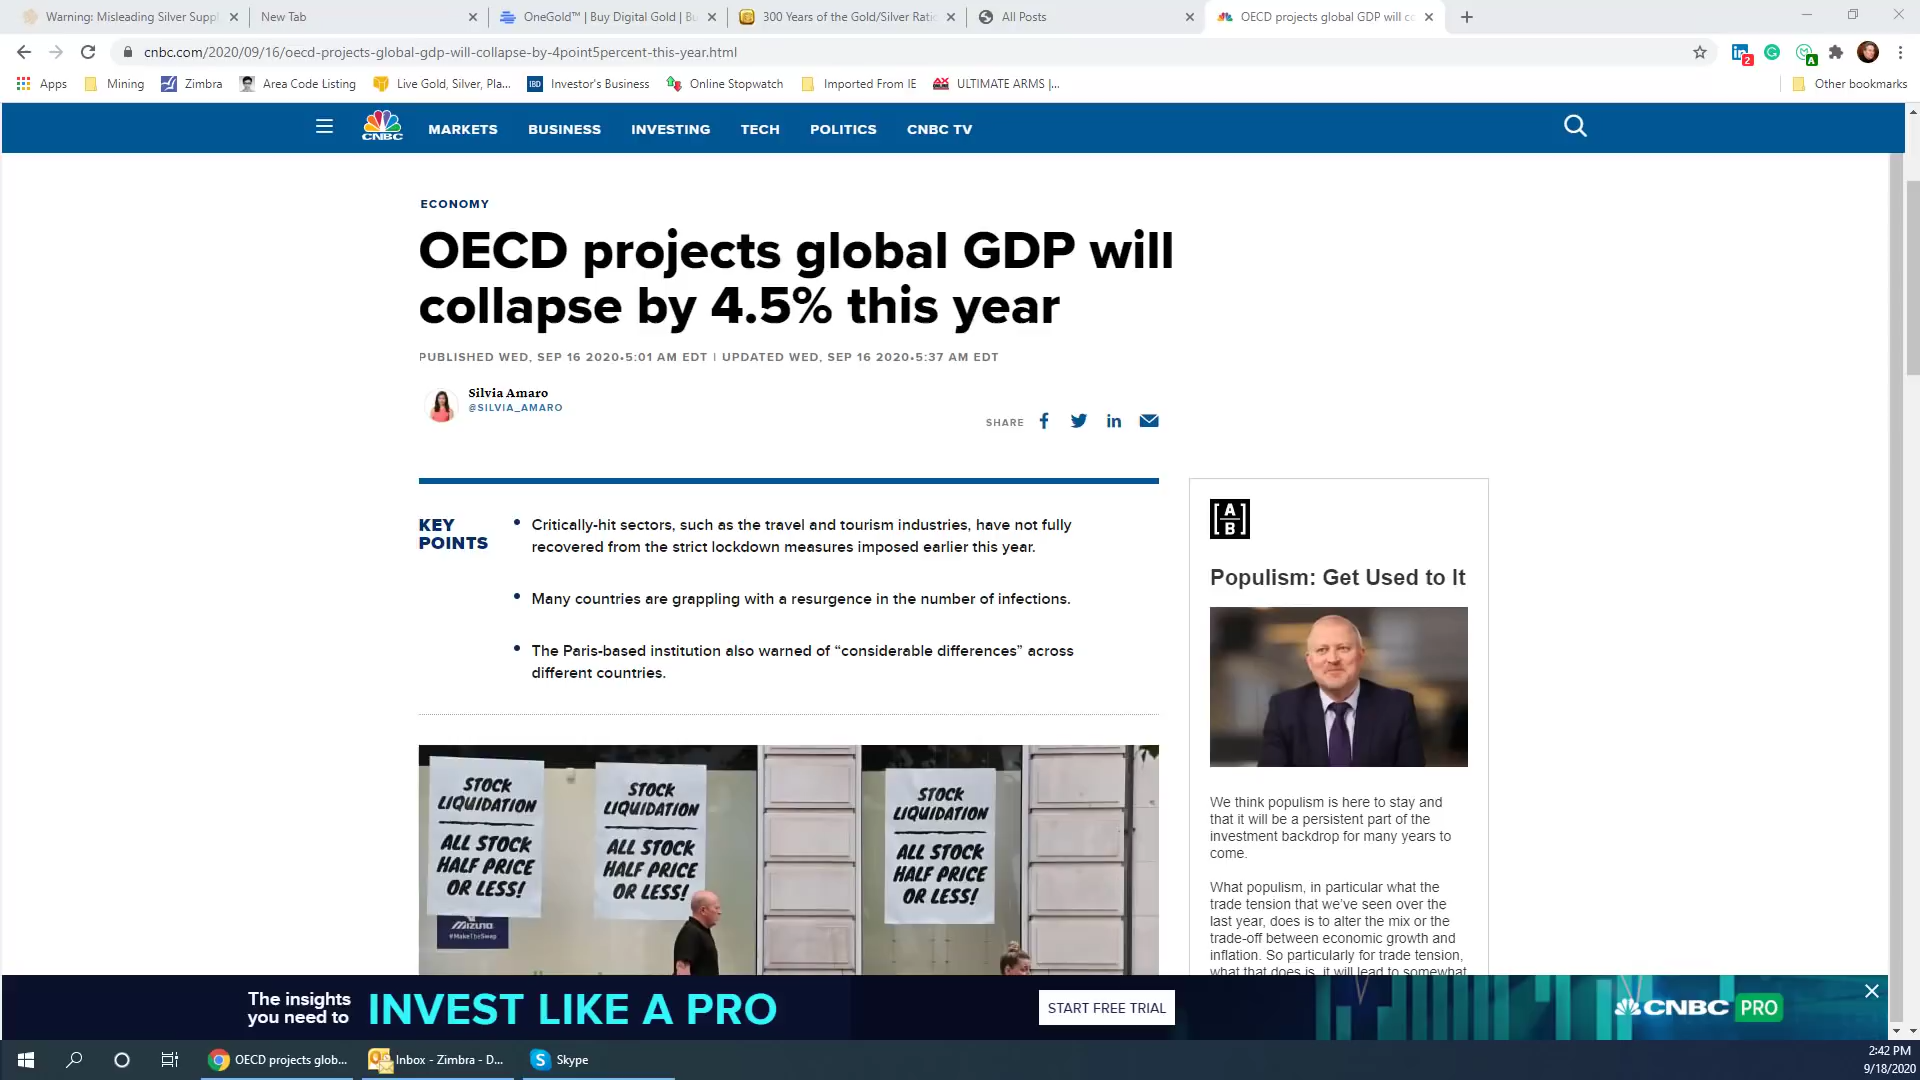 Warning: Misleading Silver Suppl
New Tab
OneGold™ | Buy Digital Gold | Bu
300 Years of the Gold/Silver Rati
All Posts
OECD projects global GDP will co
cnbc.com/2020/09/16/oecd-projects-global-gdp-will-collapse-by-4point5percent-this-year.html
2
A
Apps
Mining
Zimbra
Area Code Listing
Live Gold, Silver, Pla...
IBD
Investor's Business
Online Stopwatch
Imported From IE
ULTIMATE ARMS |...
Other bookmarks
CNBC
MARKETS
BUSINESS
INVESTING
TECH
POLITICS
CNBC TV
ECONOMY
OECD projects global GDP will
collapse by 4.5% this year
PUBLISHED WED, SEP 16 2020•5:01 AM EDT | UPDATED WED, SEP 16 2020•5:37 AM EDT
Silvia Amaro
@SILVIA_AMARO
SHARE
KEY
POINTS
• Critically-hit sectors, such as the travel and tourism industries, have not fully
recovered from the strict lockdown measures imposed earlier this year.
• Many countries are grappling with a resurgence in the number of infections.
• The Paris-based institution also warned of “considerable differences” across
different countries.
STOCK
LIQUIDATION
ALL STOCK
HALF PRICE
OR LESS!
MIZUNO
#MakeTheSwap
STOCK
LIQUIDATION
ALL STOCK
HALF PRICE
OR LESS!
STOCK
LIQUIDATION
ALL STOCK
HALF PRICE
OR LESS!
[A
B]
Populism: Get Used to It
We think populism is here to stay and
that it will be a persistent part of the
investment backdrop for many years to
come.
What populism, in particular what the
trade tension that we’ve seen over the
last year, does is to alter the mix or the
trade-off between economic growth and
inflation. So particularly for trade tension,
what that does is, it will lead to somewhat
The insights
you need to
INVEST LIKE A PRO
START FREE TRIAL
CNBC PRO
OECD projects glob...
Inbox - Zimbra - D...
Skype
2:42 PM
9/18/2020